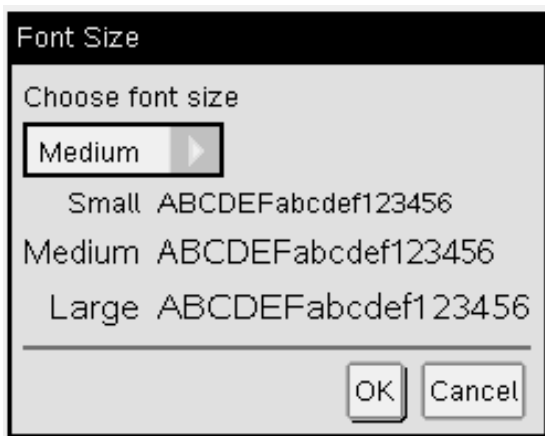 Font Size
Choose font size
Medium
Small ABCDEFabcdef123456
Medium ABCDEFabcdef123456
Large ABCDEFabcdef123456
OK Cancel